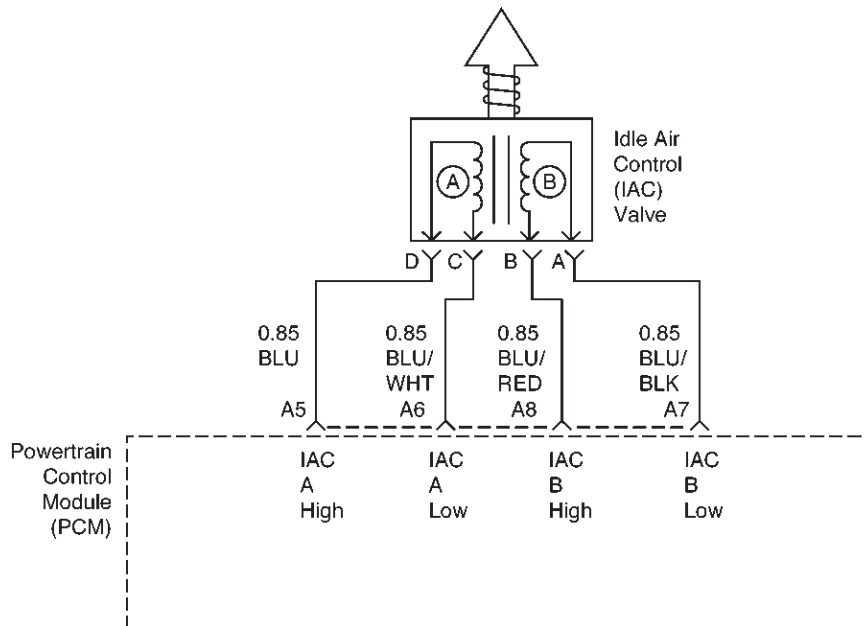 Idle Air
Control
(IAC)
Valve
A
B
D
C
B
A
0.85
BLU
0.85
BLU/
WHT
0.85
BLU/
RED
0.85
BLU/
BLK
A5
A6
A8
A7
Powertrain
Control
Module
(PCM)
IAC
A
High
IAC
A
Low
IAC
B
High
IAC
B
Low